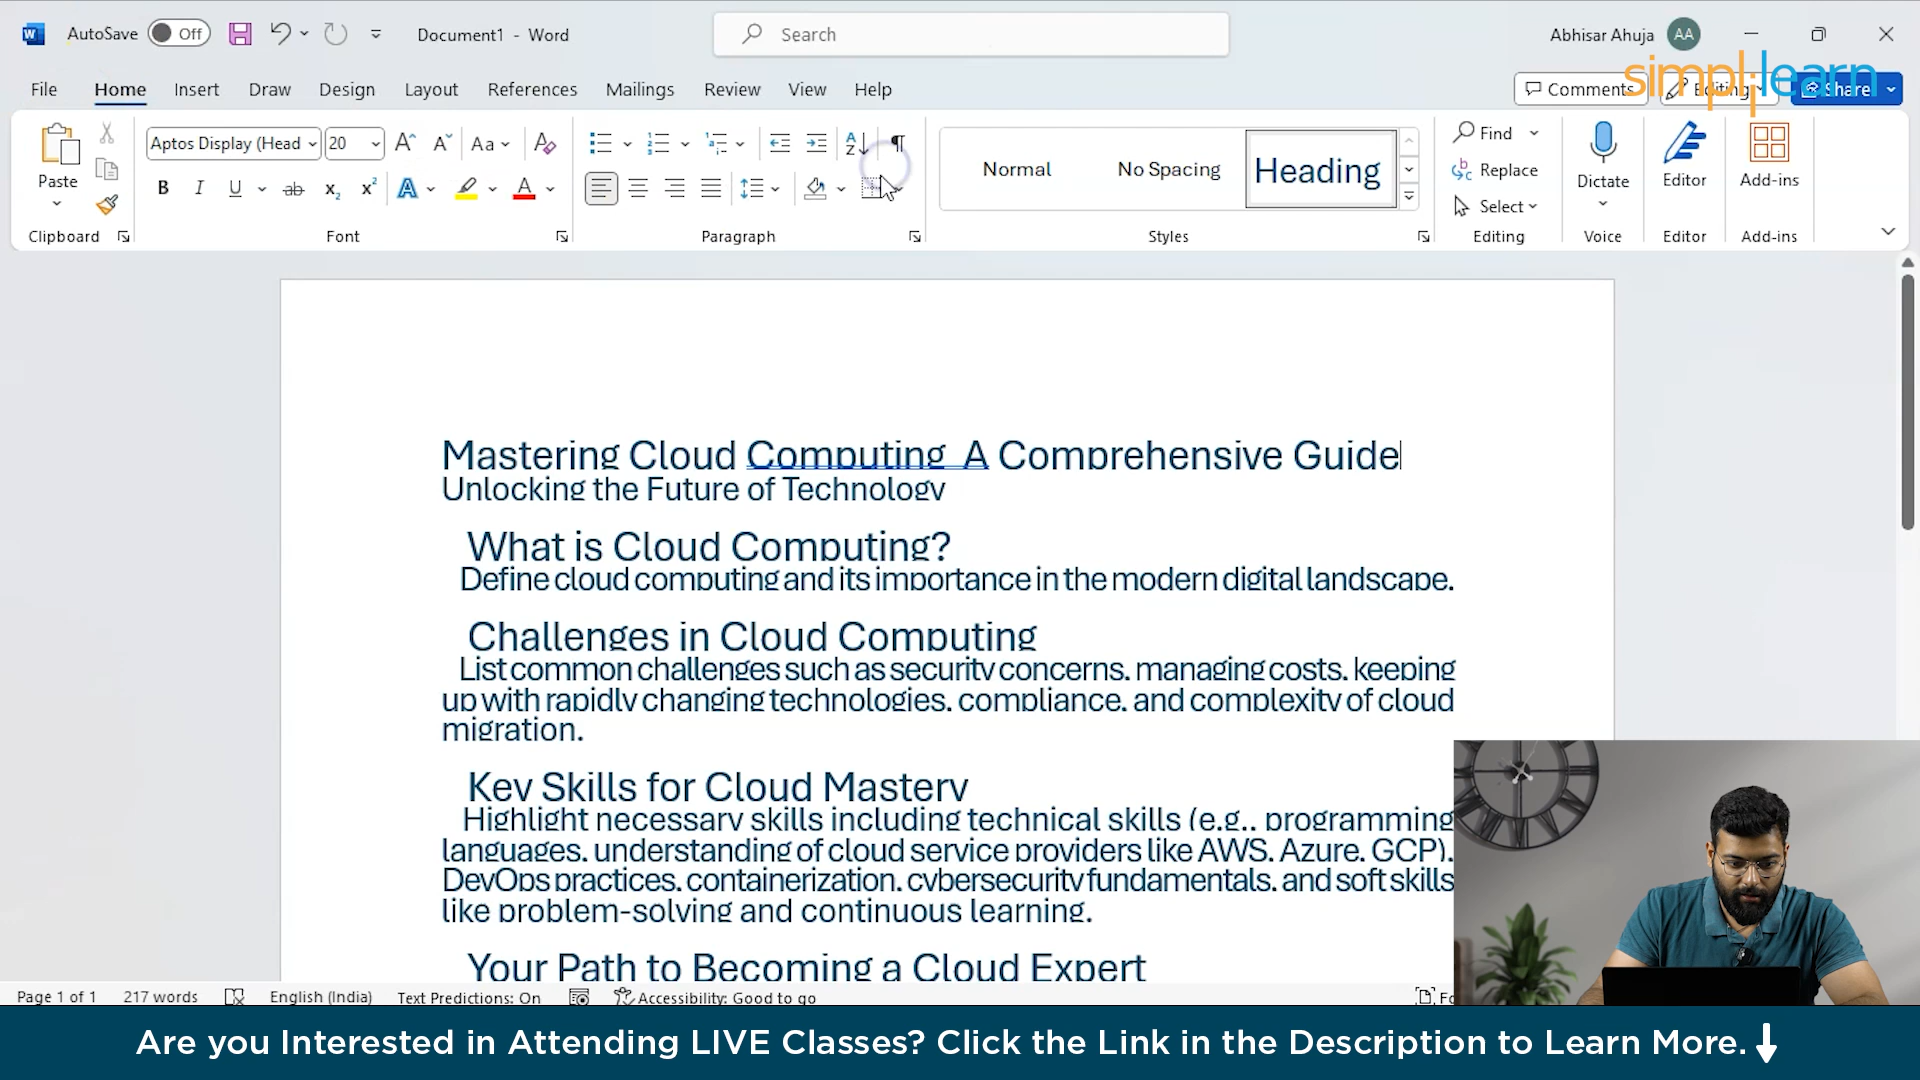 AutoSave Off Document1 - Word Search Abhisar Ahuja AA
simplilearn
File Home Insert Draw Design Layout References Mailings Review View Help Comments Editing Share
Aptos Display (Head 20 Aa
Paste
Clipboard
Font
Paragraph
Normal No Spacing Heading
Styles
Find
Replace
Select
Editing
Dictate
Voice
Editor
Editor
Add-ins
Add-ins
Mastering Cloud Computing A Comprehensive Guide
Unlocking the Future of Technology
What is Cloud Computing?
Define cloud computing and its importance in the modern digital landscape.
Challenges in Cloud Computing
List common challenges such as security concerns, managing costs, keeping
up with rapidly changing technologies, compliance, and complexity of cloud
migration.
Key Skills for Cloud Mastery
Highlight necessary skills including technical skills (e.g., programming
languages, understanding of cloud service providers like AWS, Azure, GCP),
DevOps practices, containerization, cybersecurity fundamentals, and soft skills
like problem-solving and continuous learning.
Your Path to Becoming a Cloud Expert
Page 1 of 1 217 words English (India) Text Predictions: On Accessibility: Good to go
Are you Interested in Attending LIVE Classes? Click the Link in the Description to Learn More.